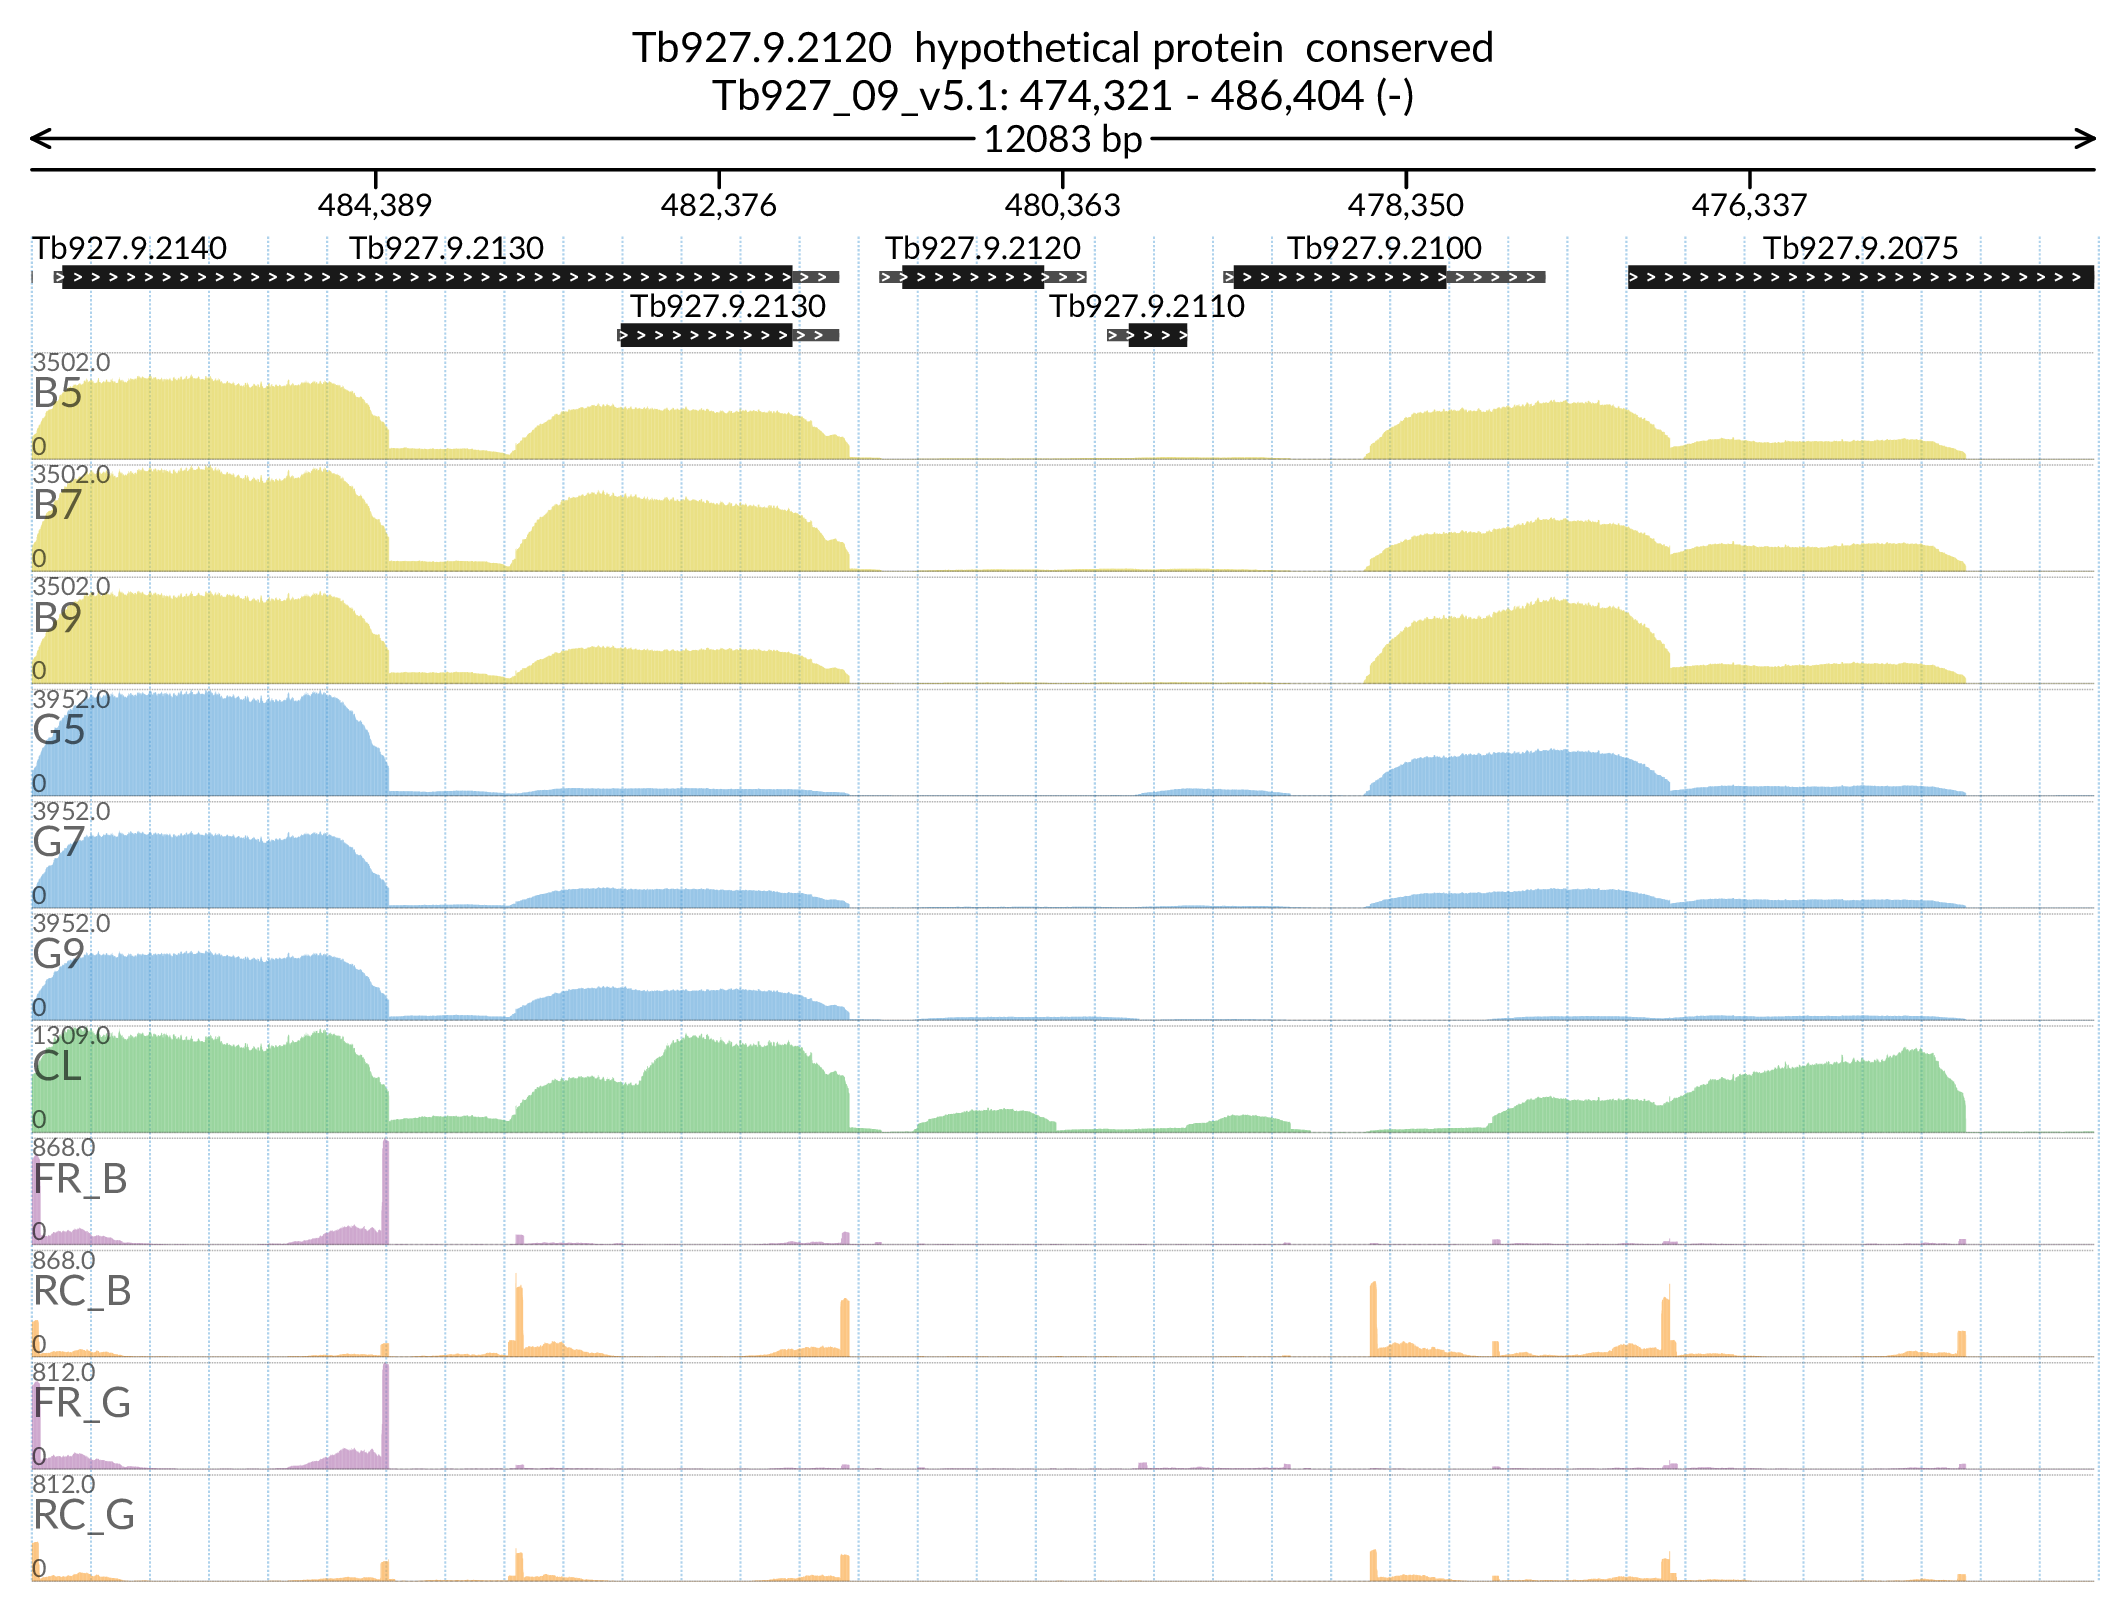 Tb927.9.2120 hypothetical protein conserved
Tb927_09_v5.1: 474,321 - 486,404 (-)
12083 bp
484,389 482,376 480,363 478,350 476,337
Tb927.9.2140 Tb927.9.2130 Tb927.9.2120 Tb927.9.2100 Tb927.9.2075
Tb927.9.2130 Tb927.9.2110
3502.0
B5
0
3502.0
B7
0
3502.0
B9
0
3952.0
G5
0
3952.0
G7
0
3952.0
G9
0
1309.0
CL
0
868.0
FR_B
0
868.0
RC_B
0
812.0
FR_G
0
812.0
RC_G
0